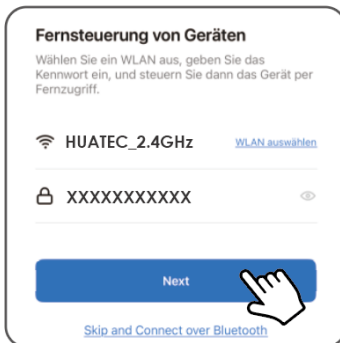 Fernsteuerung von Geräten
Wählen Sie ein WLAN aus, geben Sie das
Kennwort ein, und steuern Sie dann das Gerät per
Fernzugriff.
HUATEC_2.4GHz WLAN auswählen
XXXXXXXXXXX
Next
Skip and Connect over Bluetooth